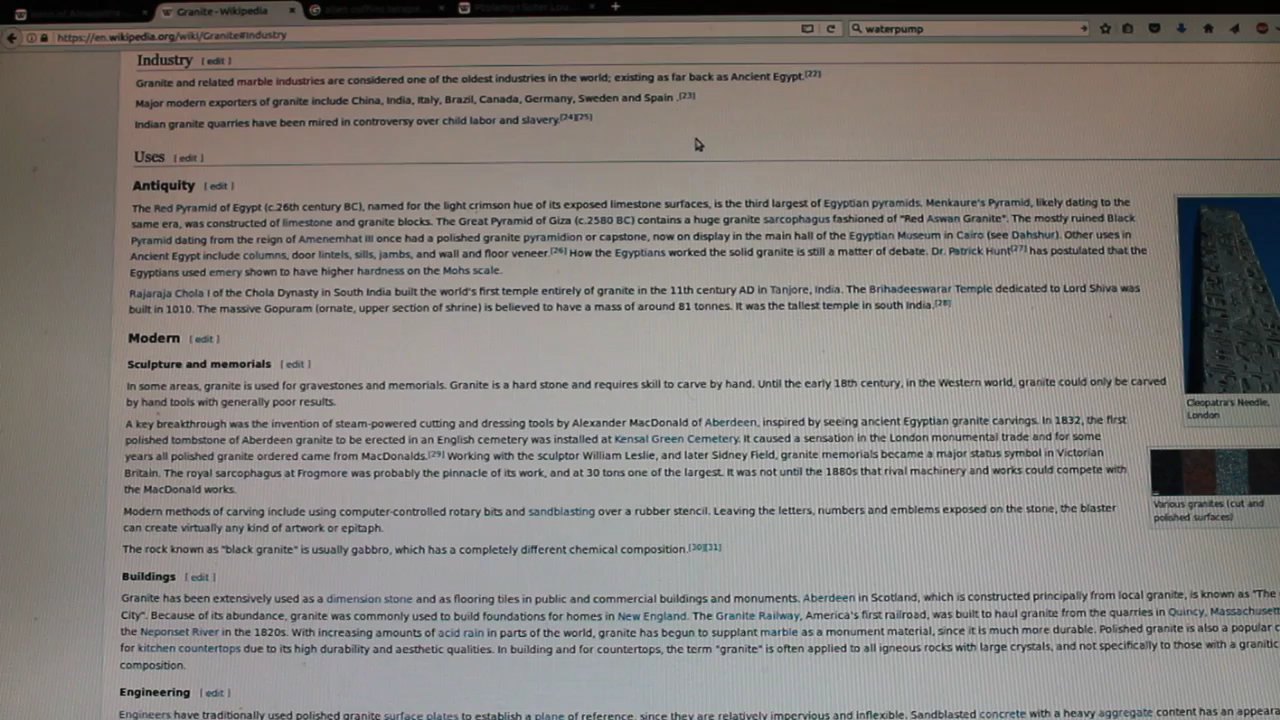 Granite - Wikipedia
https://en.wikipedia.org/wiki/Granite#Industry
waterpump
Industry [ edit ]
Granite and related marble industries are considered one of the oldest industries in the world; existing as far back as Ancient Egypt.[22]
Major modern exporters of granite include China, India, Italy, Brazil, Canada, Germany, Sweden and Spain .[23]
Indian granite quarries have been mired in controversy over child labor and slavery.[24][25]
Uses [ edit ]
Antiquity [ edit ]
The Red Pyramid of Egypt (c.26th century BC), named for the light crimson hue of its exposed limestone surfaces, is the third largest of Egyptian pyramids. Menkaure's Pyramid, likely dating to the
same era, was constructed of limestone and granite blocks. The Great Pyramid of Giza (c.2580 BC) contains a huge granite sarcophagus fashioned of "Red Aswan Granite". The mostly ruined Black
Pyramid dating from the reign of Amenemhat III once had a polished granite pyramidion or capstone, now on display in the main hall of the Egyptian Museum in Cairo (see Dahshur). Other uses in
Ancient Egypt include columns, door lintels, sills, jambs, and wall and floor veneer.[26] How the Egyptians worked the solid granite is still a matter of debate. Dr. Patrick Hunt[27] has postulated that the
Egyptians used emery shown to have higher hardness on the Mohs scale.
Rajaraja Chola I of the Chola Dynasty in South India built the world's first temple entirely of granite in the 11th century AD in Tanjore, India. The Brihadeeswarar Temple dedicated to Lord Shiva was
built in 1010. The massive Gopuram (ornate, upper section of shrine) is believed to have a mass of around 81 tonnes. It was the tallest temple in south India.[28]
Modern [ edit ]
Sculpture and memorials [ edit ]
In some areas, granite is used for gravestones and memorials. Granite is a hard stone and requires skill to carve by hand. Until the early 18th century, in the Western world, granite could only be carved
by hand tools with generally poor results.
Cleopatra's Needle,
London
A key breakthrough was the invention of steam-powered cutting and dressing tools by Alexander MacDonald of Aberdeen, inspired by seeing ancient Egyptian granite carvings. In 1832, the first
polished tombstone of Aberdeen granite to be erected in an English cemetery was installed at Kensal Green Cemetery. It caused a sensation in the London monumental trade and for some
years all polished granite ordered came from MacDonalds.[29] Working with the sculptor William Leslie, and later Sidney Field, granite memorials became a major status symbol in Victorian
Britain. The royal sarcophagus at Frogmore was probably the pinnacle of its work, and at 30 tons one of the largest. It was not until the 1880s that rival machinery and works could compete with
the MacDonald works.
Various granites (cut and
polished surfaces)
Modern methods of carving include using computer-controlled rotary bits and sandblasting over a rubber stencil. Leaving the letters, numbers and emblems exposed on the stone, the blaster
can create virtually any kind of artwork or epitaph.
The rock known as "black granite" is usually gabbro, which has a completely different chemical composition.[30][31]
Buildings [ edit ]
Granite has been extensively used as a dimension stone and as flooring tiles in public and commercial buildings and monuments. Aberdeen in Scotland, which is constructed principally from local granite, is known as "The
City". Because of its abundance, granite was commonly used to build foundations for homes in New England. The Granite Railway, America's first railroad, was built to haul granite from the quarries in Quincy, Massachuset
the Neponset River in the 1820s. With increasing amounts of acid rain in parts of the world, granite has begun to supplant marble as a monument material, since it is much more durable. Polished granite is also a popular c
for kitchen countertops due to its high durability and aesthetic qualities. In building and for countertops, the term "granite" is often applied to all igneous rocks with large crystals, and not specifically to those with a granitic
composition.
Engineering [ edit ]
Engineers have traditionally used polished granite surface plates to establish a plane of reference, since they are relatively impervious and inflexible. Sandblasted concrete with a heavy aggregate content has an appeara